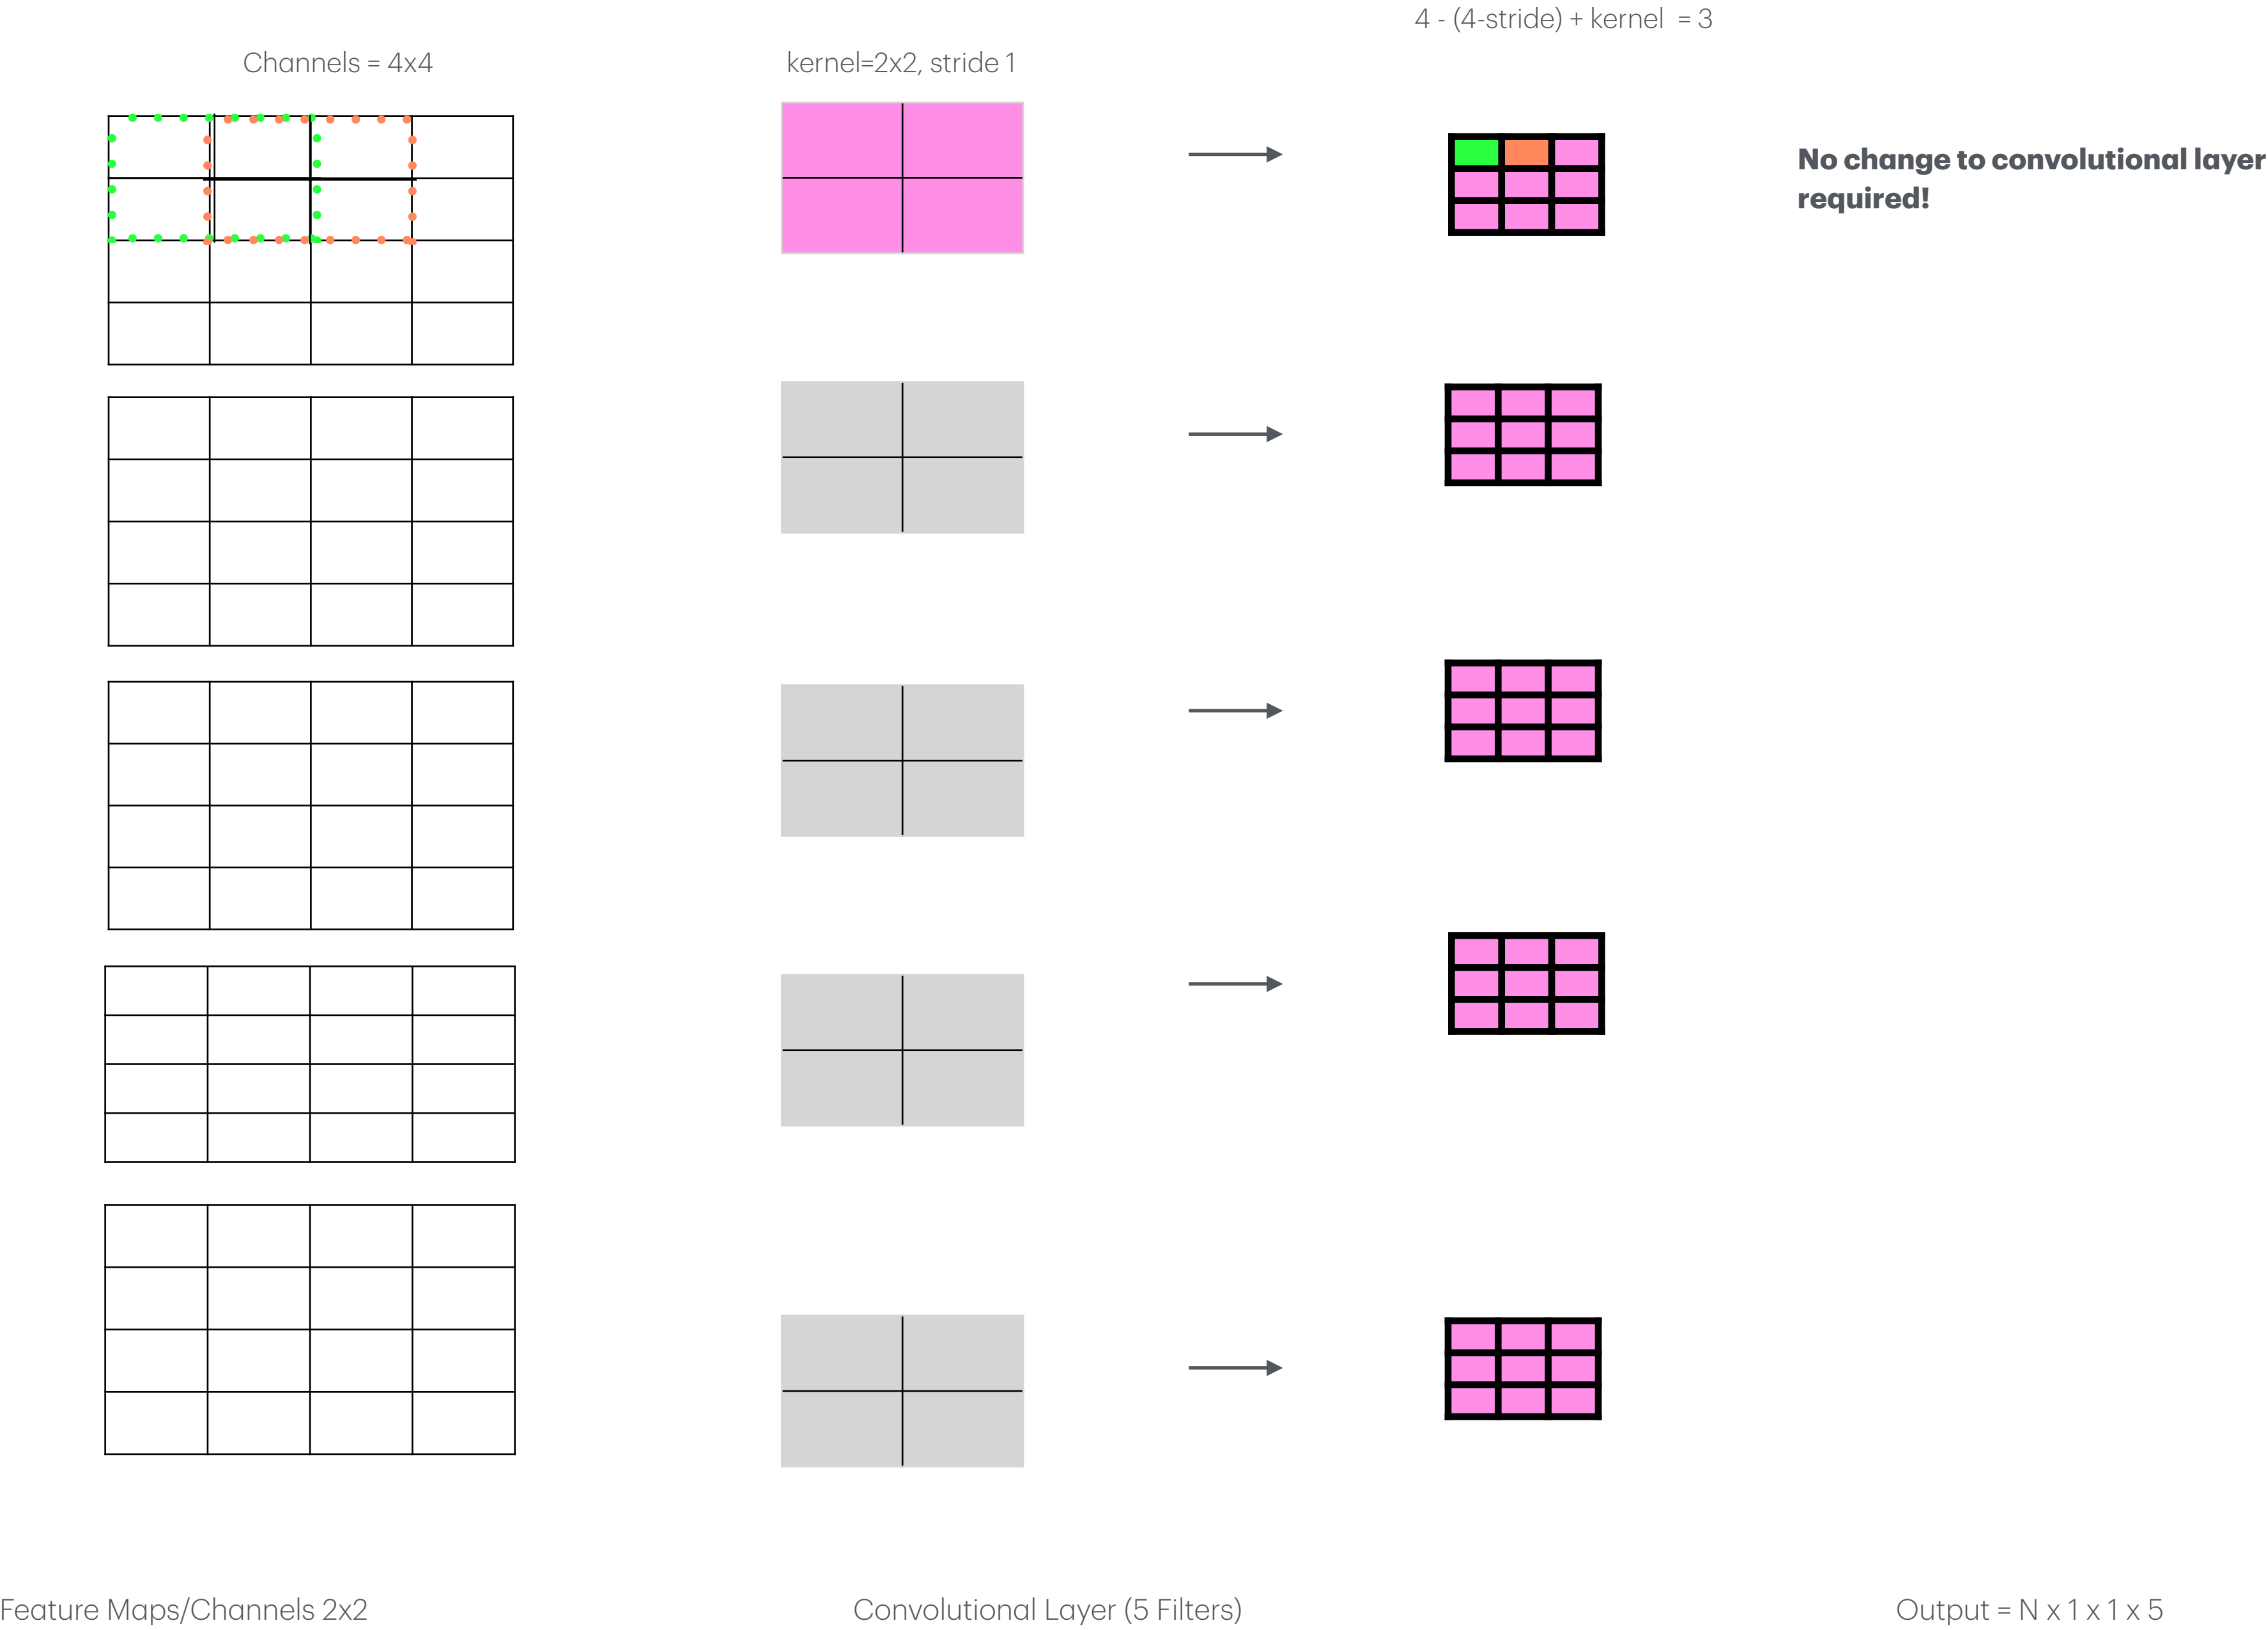 4 - (4-stride) + kernel = 3
Channels = 4x4
kernel=2x2, stride 1
No change to convolutional layer
required!
Feature Maps/Channels 2x2
Convolutional Layer (5 Filters)
Output = N x 1 x 1 x 5